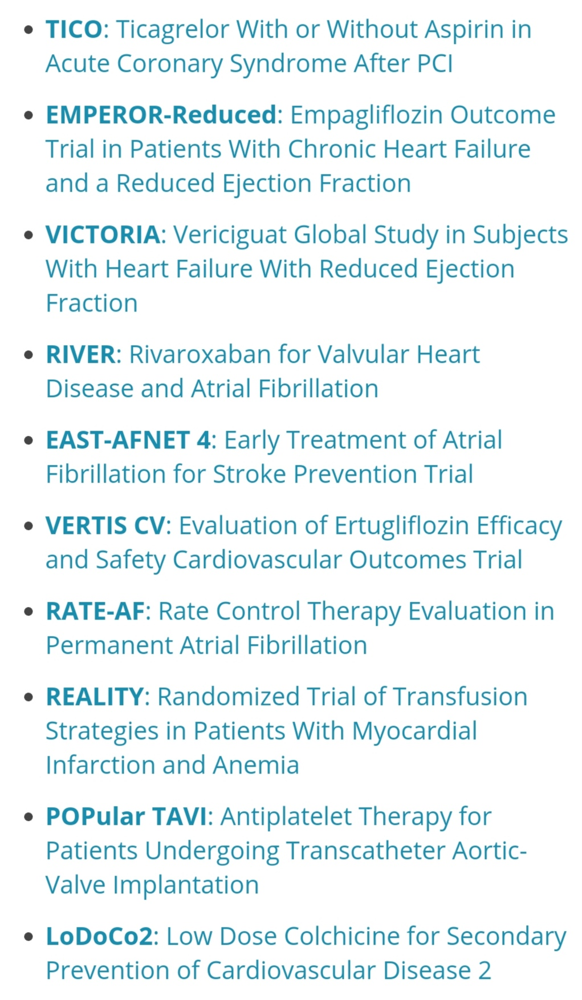 • TICO: Ticagrelor With or Without Aspirin in
Acute Coronary Syndrome After PCI
• EMPEROR-Reduced: Empagliflozin Outcome
Trial in Patients With Chronic Heart Failure
and a Reduced Ejection Fraction
• VICTORIA: Vericiguat Global Study in Subjects
With Heart Failure With Reduced Ejection
Fraction
• RIVER: Rivaroxaban for Valvular Heart
Disease and Atrial Fibrillation
• EAST-AFNET 4: Early Treatment of Atrial
Fibrillation for Stroke Prevention Trial
• VERTIS CV: Evaluation of Ertugliflozin Efficacy
and Safety Cardiovascular Outcomes Trial
• RATE-AF: Rate Control Therapy Evaluation in
Permanent Atrial Fibrillation
• REALITY: Randomized Trial of Transfusion
Strategies in Patients With Myocardial
Infarction and Anemia
• POPular TAVI: Antiplatelet Therapy for
Patients Undergoing Transcatheter Aortic-
Valve Implantation
• LoDoCo2: Low Dose Colchicine for Secondary
Prevention of Cardiovascular Disease 2